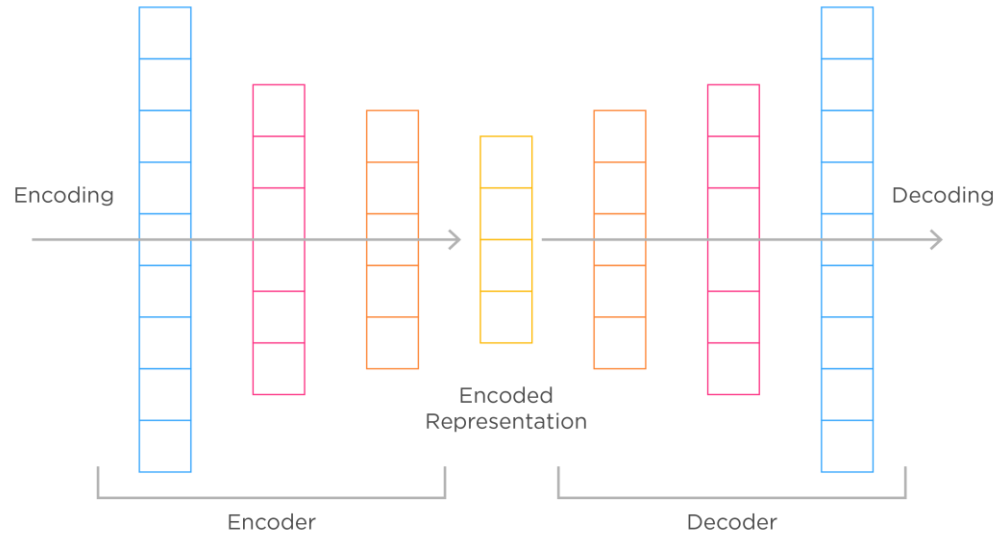 Encoding
Decoding
Encoded
Representation
Encoder
Decoder